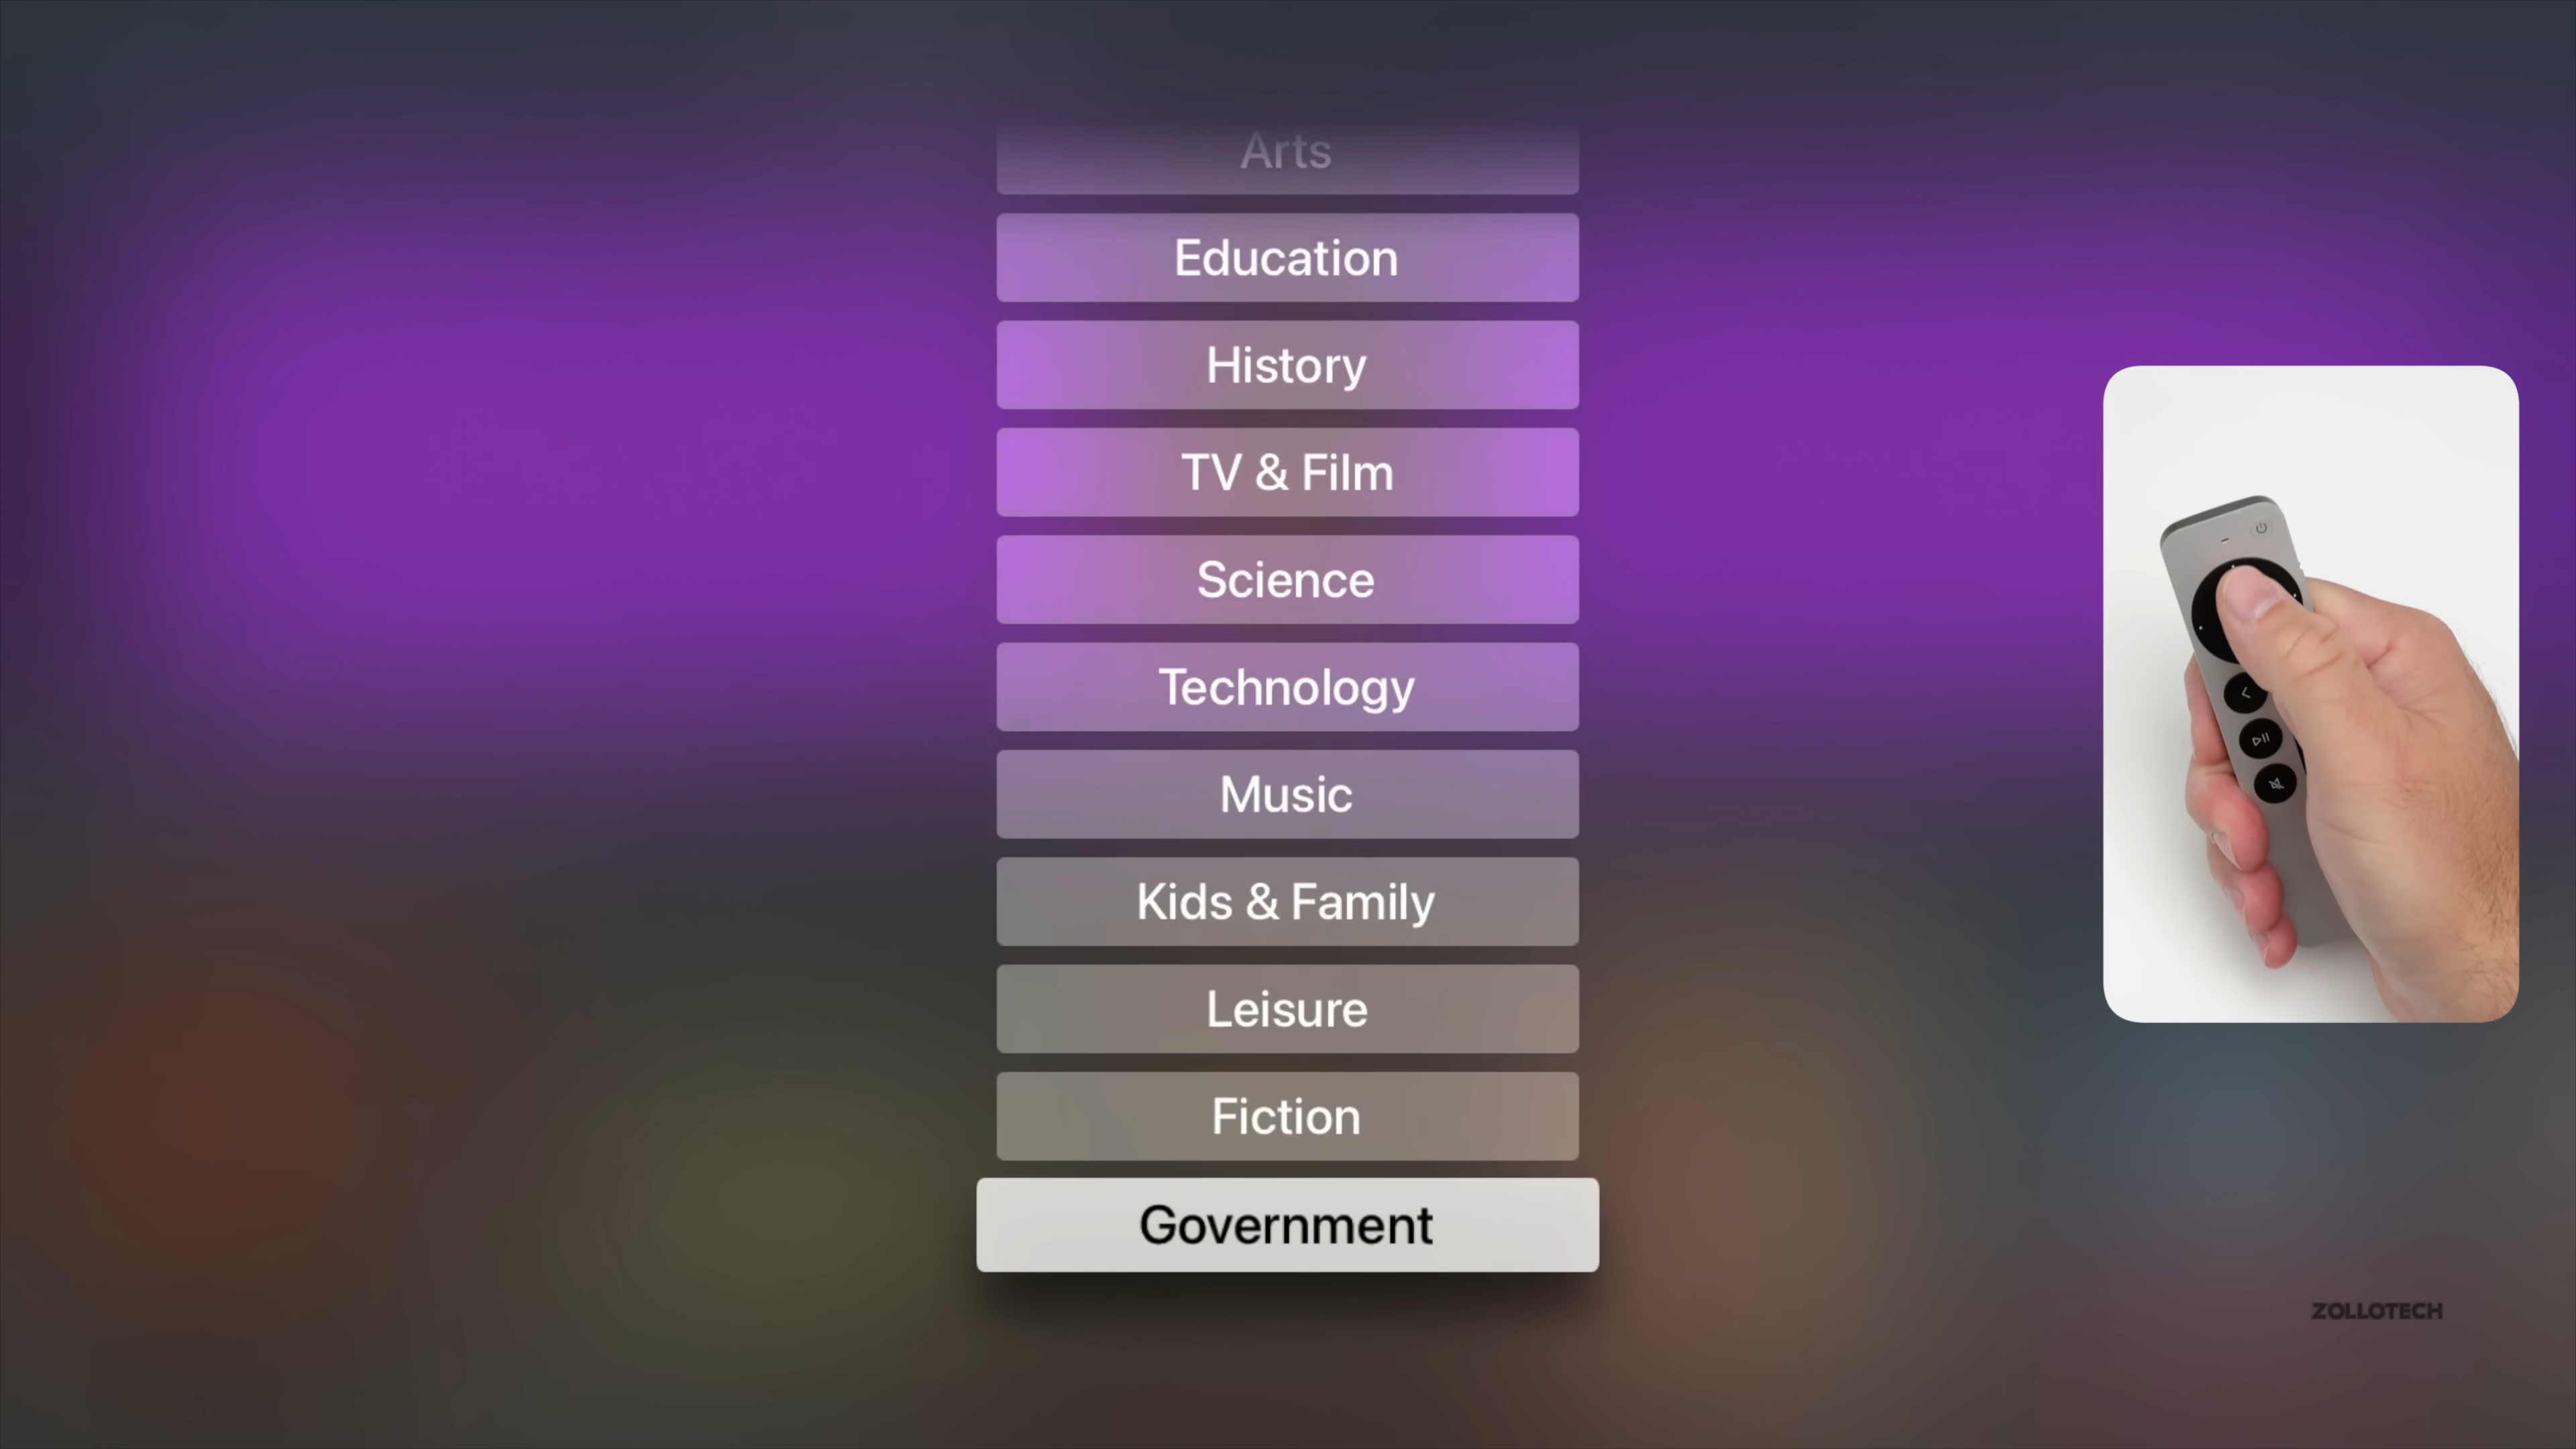 Arts
Education
History
TV & Film
Science
Technology
Music
Kids & Family
Leisure
Fiction
Government
ZOLLOTECH